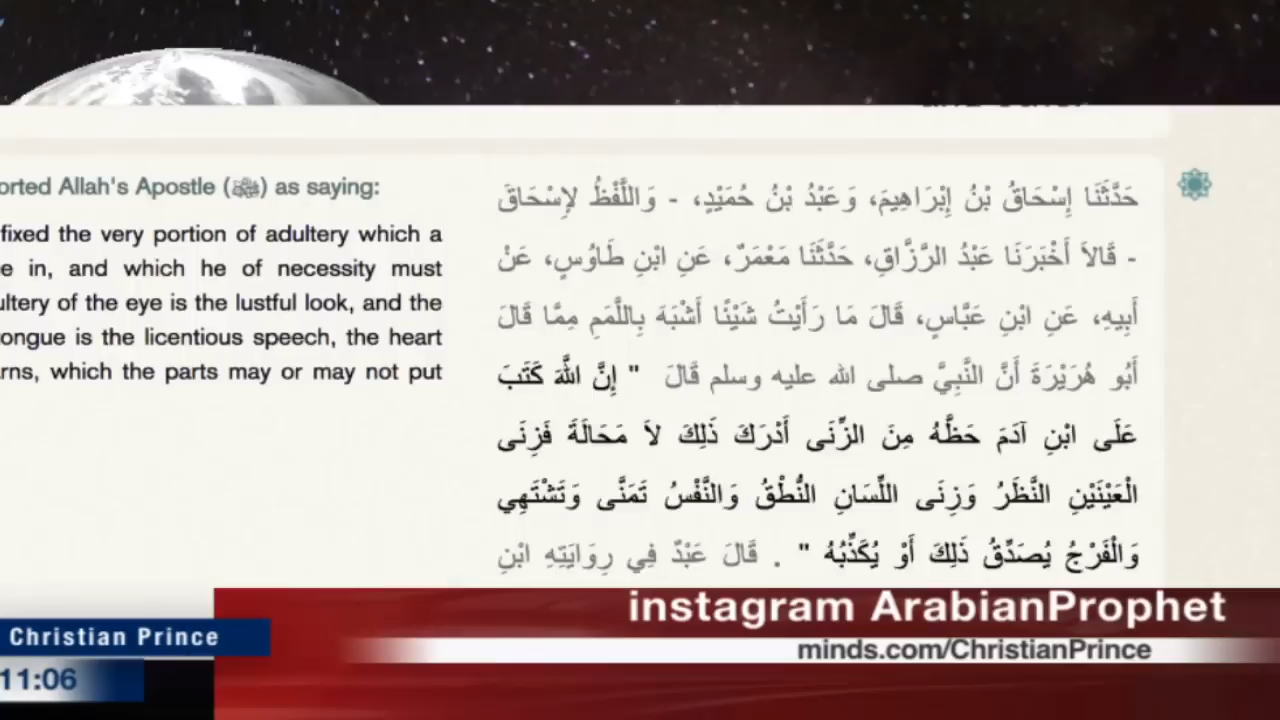 orted Allah's Apostle (ﷺ) as saying:
fixed the very portion of adultery which a
e in, and which he of necessity must
ultery of the eye is the lustful look, and the
ongue is the licentious speech, the heart
rns, which the parts may or may not put
حَدَّثَنَا إِسْحَاقُ بْنُ إِبْرَاهِيمَ، وَعَبْدُ بْنُ حُمَيْدٍ، - وَاللَّفْظُ لإِسْحَاقَ
- قَالاَ أَخْبَرَنَا عَبْدُ الرَّزَّاقِ، حَدَّثَنَا مَعْمَرٌ، عَنِ ابْنِ طَاوُسٍ، عَنْ
أَبِيهِ، عَنِ ابْنِ عَبَّاسٍ، قَالَ مَا رَأَيْتُ شَيْئًا أَشْبَهَ بِاللَّمَمِ مِمَّا قَالَ
أَبُو هُرَيْرَةَ أَنَّ النَّبِيَّ صلى الله عليه وسلم قَالَ " إِنَّ اللَّهَ كَتَبَ
عَلَى ابْنِ آدَمَ حَظَّهُ مِنَ الزِّنَى أَدْرَكَ ذَلِكَ لاَ مَحَالَةَ فَزِنَى
الْعَيْنَيْنِ النَّظَرُ وَزِنَى اللِّسَانِ النُّطْقُ وَالنَّفْسُ تَمَنَّى وَتَشْتَهِي
وَالْفَرْجُ يُصَدِّقُ ذَلِكَ أَوْ يُكَذِّبُهُ " . قَالَ عَبْدٌ فِي رِوَايَتِهِ ابْنِ
instagram ArabianProphet
minds.com/ChristianPrince
Christian Prince
11:06